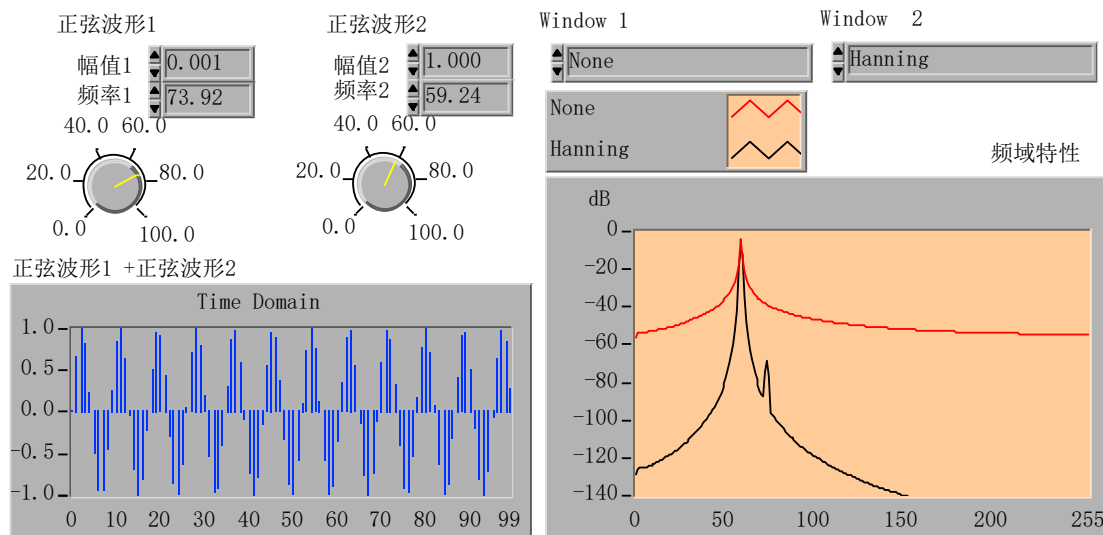 正弦波形1
幅值1 0.001
频率1 73.92
40.0 60.0
20.0 80.0
0.0 100.0
正弦波形2
幅值2 1.000
频率2 59.24
40.0 60.0
20.0 80.0
0.0 100.0
Window 1
None
Window 2
Hanning
None
Hanning
频域特性
正弦波形1 +正弦波形2
Time Domain
1.0
0.5
0.0
-0.5
-1.0
0 10 20 30 40 50 60 70 80 90 99
dB
0
-20
-40
-60
-80
-100
-120
-140
0 50 100 150 200 255